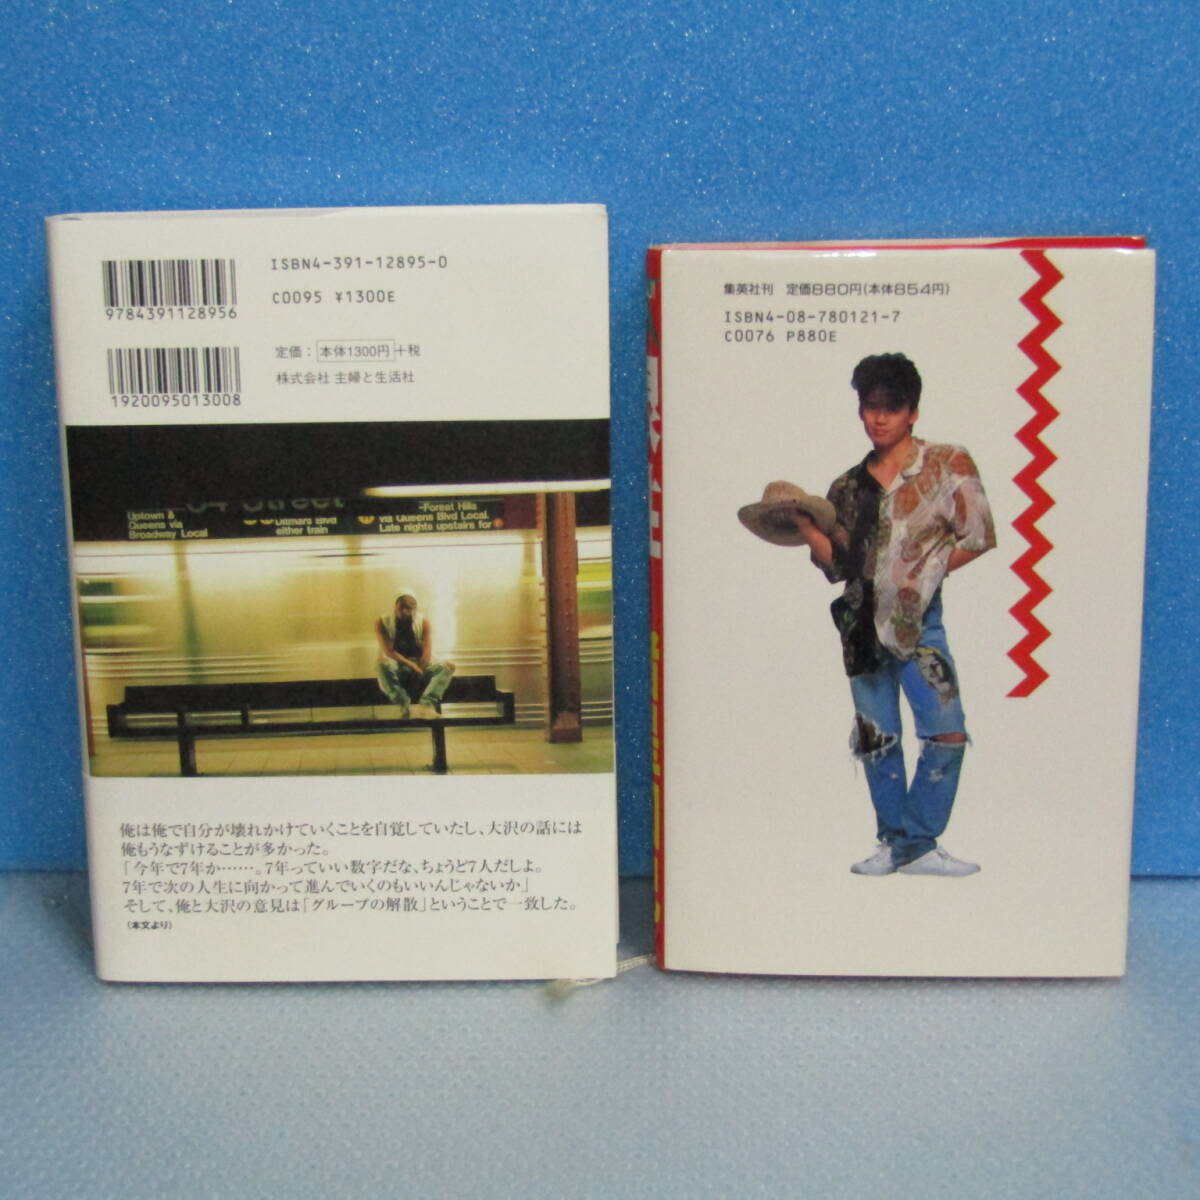 ISBN4-391-12895-0
C0095 ¥1300E
9784391128956
定価：本体1300円+税
株式会社 主婦と生活社
1920095013008
Street
Uptown &
Queens via
Broadway Local
Ditmars Blvd
either train
-Forest Hills
via Queens Blvd Local.
Late nights upstairs for
俺は俺で自分が壊れかけていくことを自覚していたし、大沢の話には
俺もうなずけることが多かった。
「今年で7年か……。7年っていい数字だな、ちょうど7人だしよ。
7年で次の人生に向かって進んでいくのもいいんじゃないか」
そして、俺と大沢の意見は「グループの解散」ということで一致した。
(本文より)
集英社刊 定価880円(本体854円)
ISBN4-08-780121-7
C0076 P880E